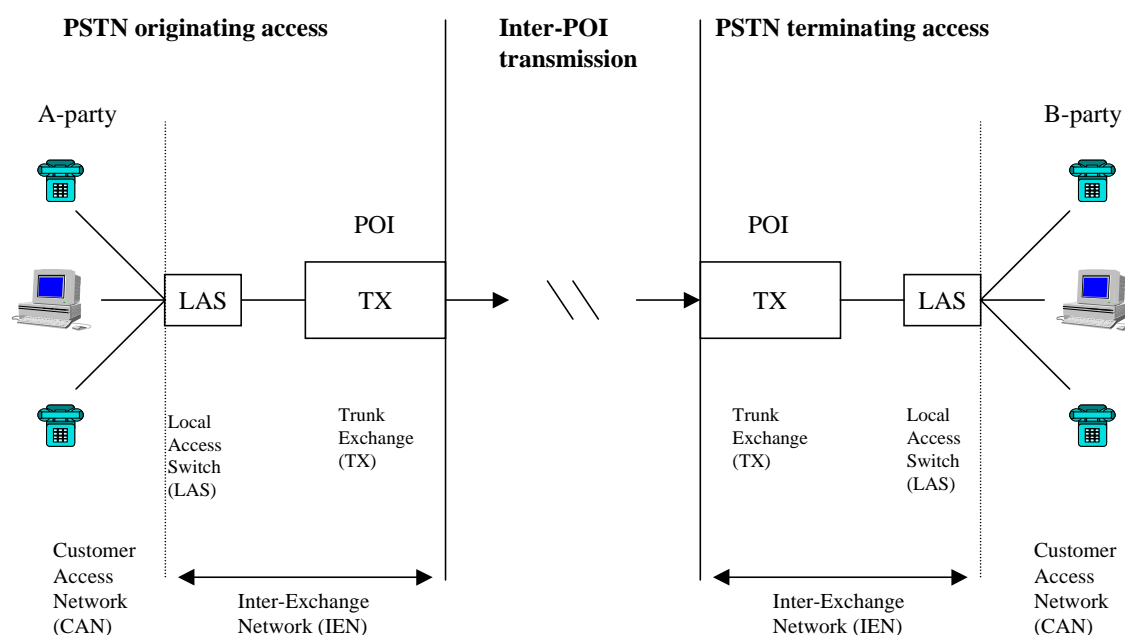 PSTN originating access
Inter-POI
transmission
PSTN terminating access
A-party
B-party
POI
POI
LAS
TX
TX
LAS
Local
Access
Switch
(LAS)
Trunk
Exchange
(TX)
Trunk
Exchange
(TX)
Local
Access
Switch
(LAS)
Customer
Access
Network
(CAN)
Inter-Exchange
Network (IEN)
Inter-Exchange
Network (IEN)
Customer
Access
Network
(CAN)